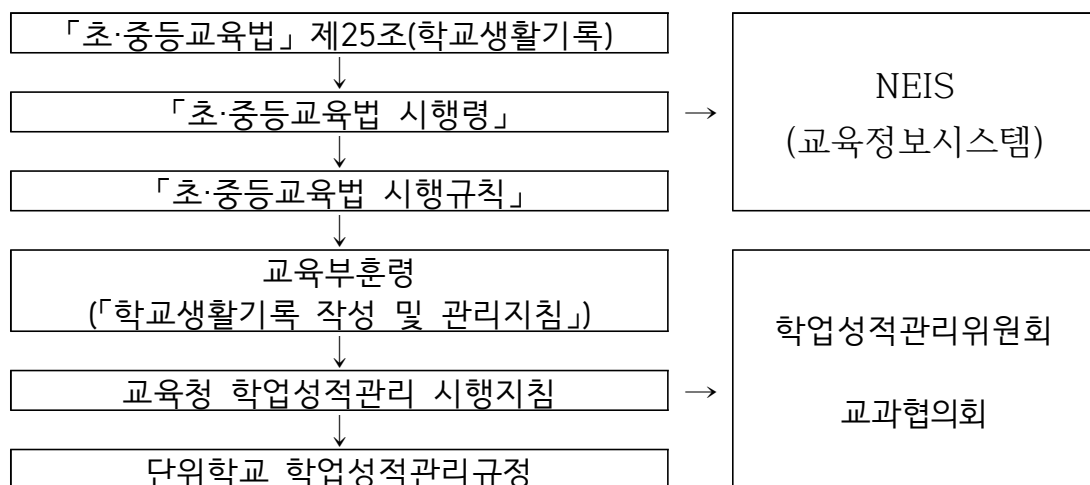 「초·중등교육법」 제25조(학교생활기록)
↓
「초·중등교육법 시행령」
→
NEIS
(교육정보시스템)
↓
「초·중등교육법 시행규칙」
↓
교육부훈령
(「학교생활기록 작성 및 관리지침」)
↓
교육청 학업성적관리 시행지침
→
학업성적관리위원회
교과협의회
↓
단위학교 학업성적관리규정